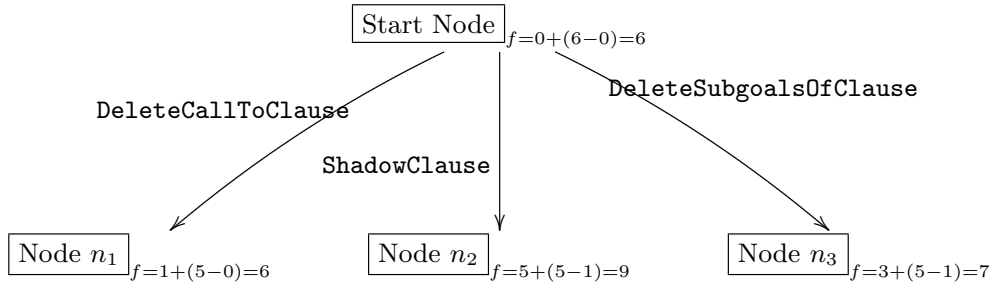 Start Node f=0+(6−0)=6
DeleteSubgoalsOfClause
DeleteCallToClause
ShadowClause
Node n₁ f=1+(5−0)=6
Node n₂ f=5+(5−1)=9
Node n₃ f=3+(5−1)=7